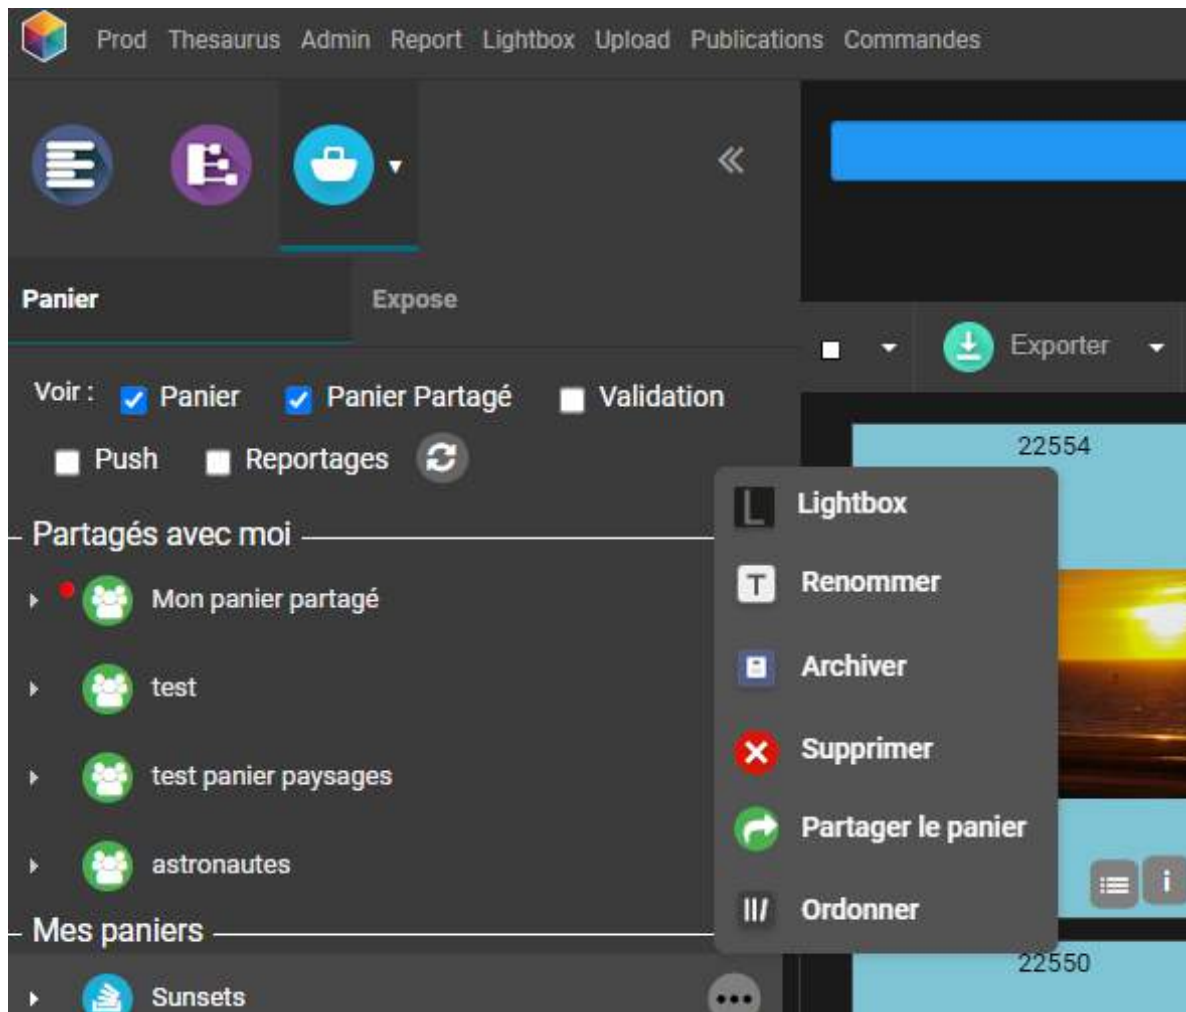 Prod Thesaurus Admin Report Lightbox Upload Publications Commandes
Panier Expose
Exporter
Voir : Panier Panier Partagé Validation
Push Reportages
22554
Partagés avec moi
Mon panier partagé
test
test panier paysages
astronautes
Mes paniers
Sunsets
Lightbox
Renommer
Archiver
Supprimer
Partager le panier
Ordonner
22550